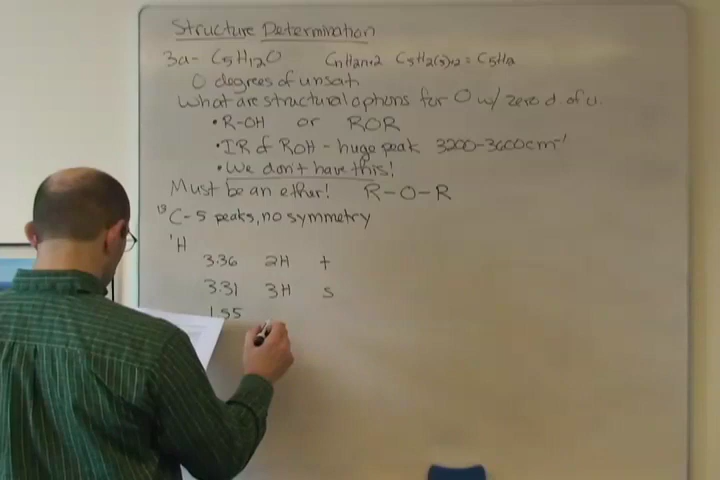 Structure Determination
3a- C5H12O CnH2n+2 C5H2(5)+2 = C5H12
0 degrees of unsat.
What are structural options for O w/ zero d. of u.
• R-OH or ROR
• IR of ROH - huge peak 3200-3600cm⁻¹
• We don't have this!
Must be an ether! R-O-R
¹³C - 5 peaks, no symmetry
¹H
3.36 2H t
3.31 3H s
1.55